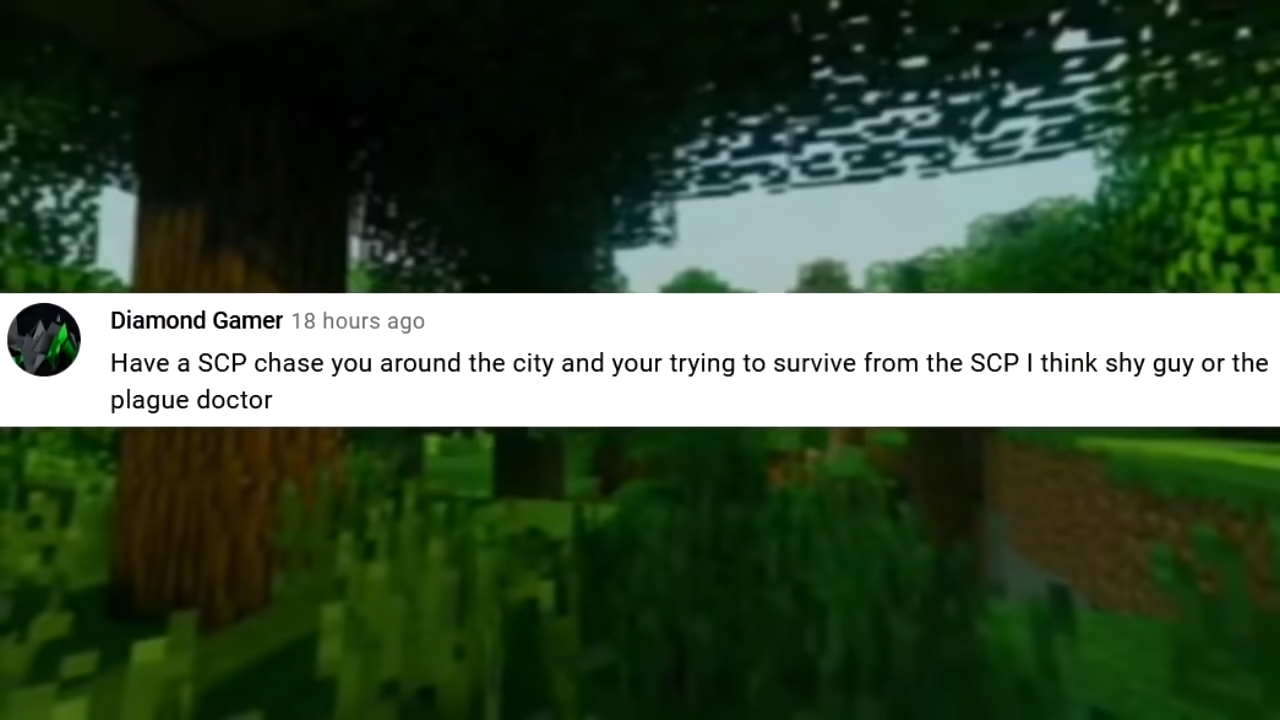 Diamond Gamer 18 hours ago
Have a SCP chase you around the city and your trying to survive from the SCP I think shy guy or the
plague doctor